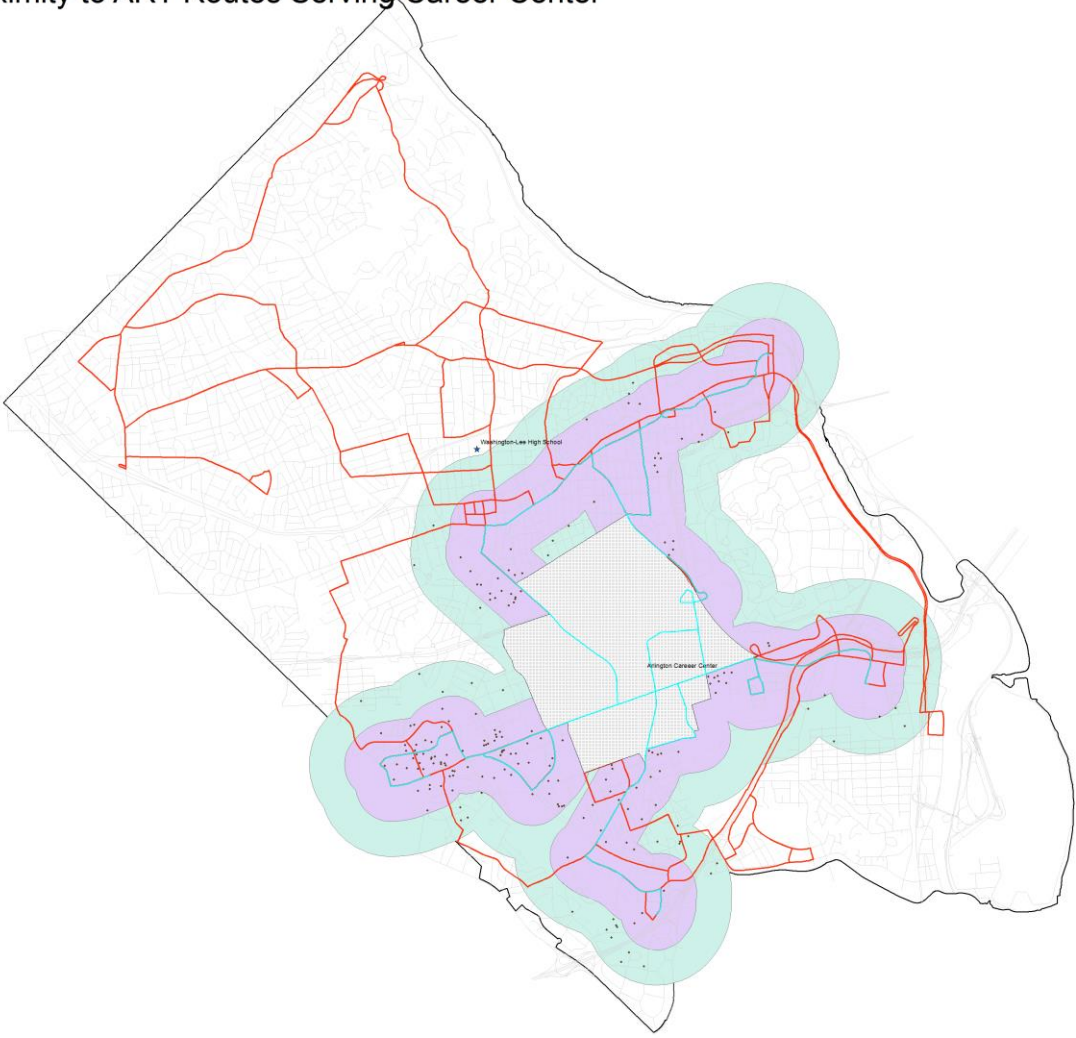 ximity to ART Routes Serving Career Center
Washington-Lee High School
Arlington Career Center